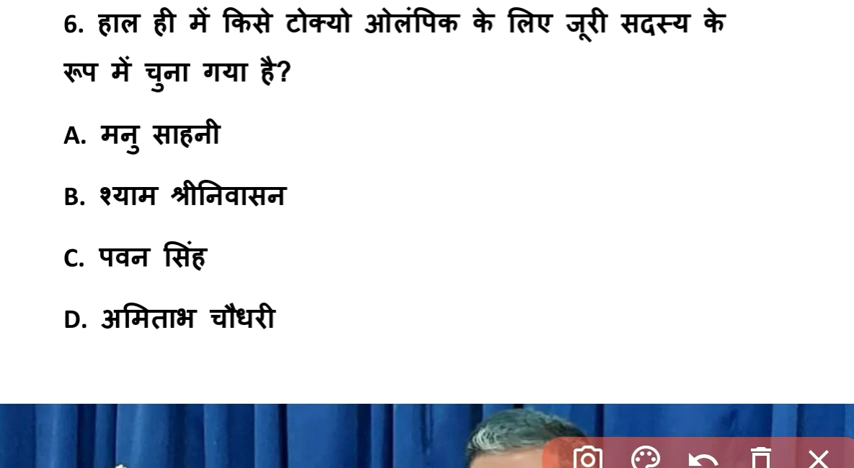 6. हाल ही में किसे टोक्यो ओलंपिक के लिए जूरी सदस्य के
रूप में चुना गया है?
A. मनु साहनी
B. श्याम श्रीनिवासन
C. पवन सिंह
D. अमिताभ चौधरी